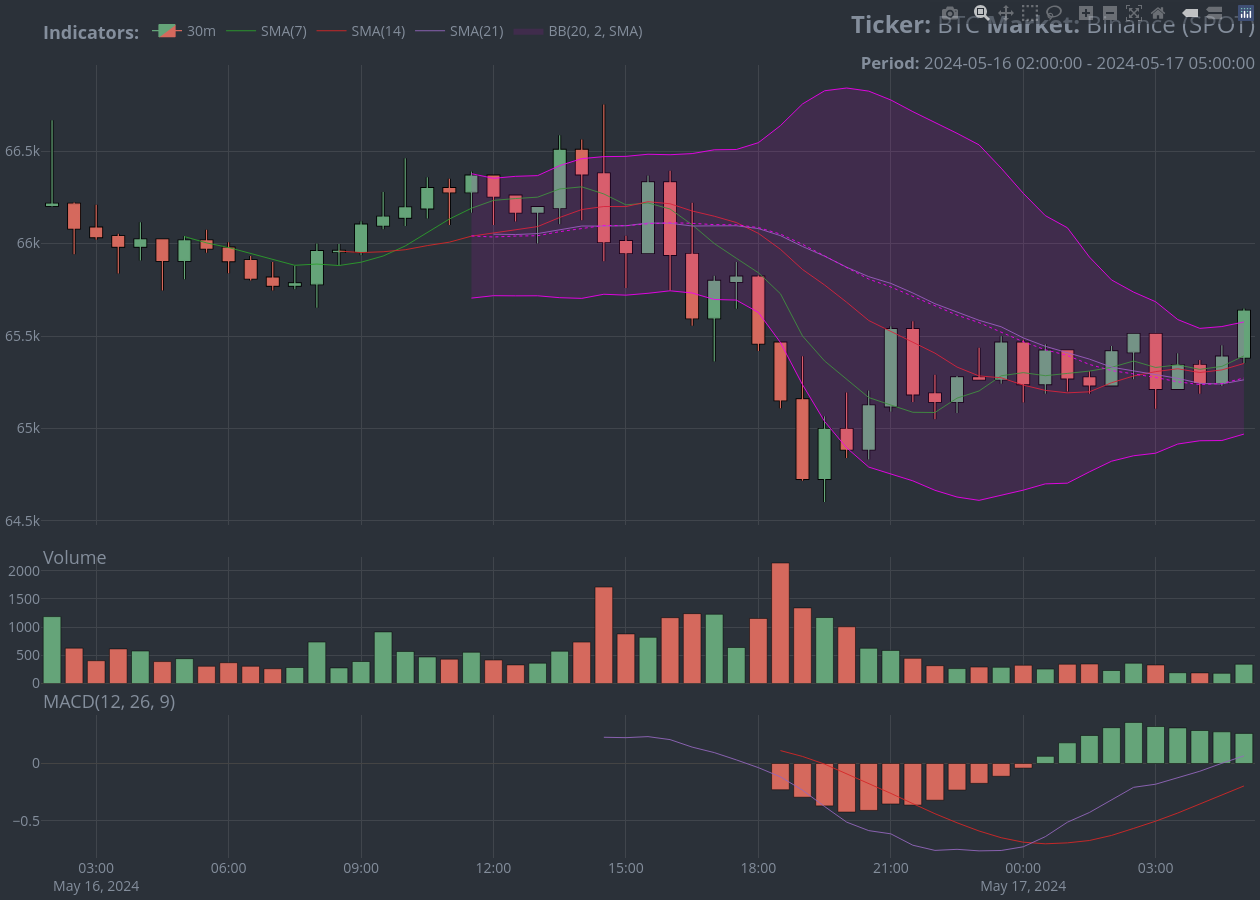 Indicators: 30m SMA(7) SMA(14) SMA(21) BB(20, 2, SMA)
Ticker: BTC Market: Binance (SPOT)
Period: 2024-05-16 02:00:00 - 2024-05-17 05:00:00
66.5k
66k
65.5k
65k
64.5k
Volume
2000
1500
1000
500
0
MACD(12, 26, 9)
0
−0.5
03:00 06:00 09:00 12:00 15:00 18:00 21:00 00:00 03:00
May 16, 2024 May 17, 2024